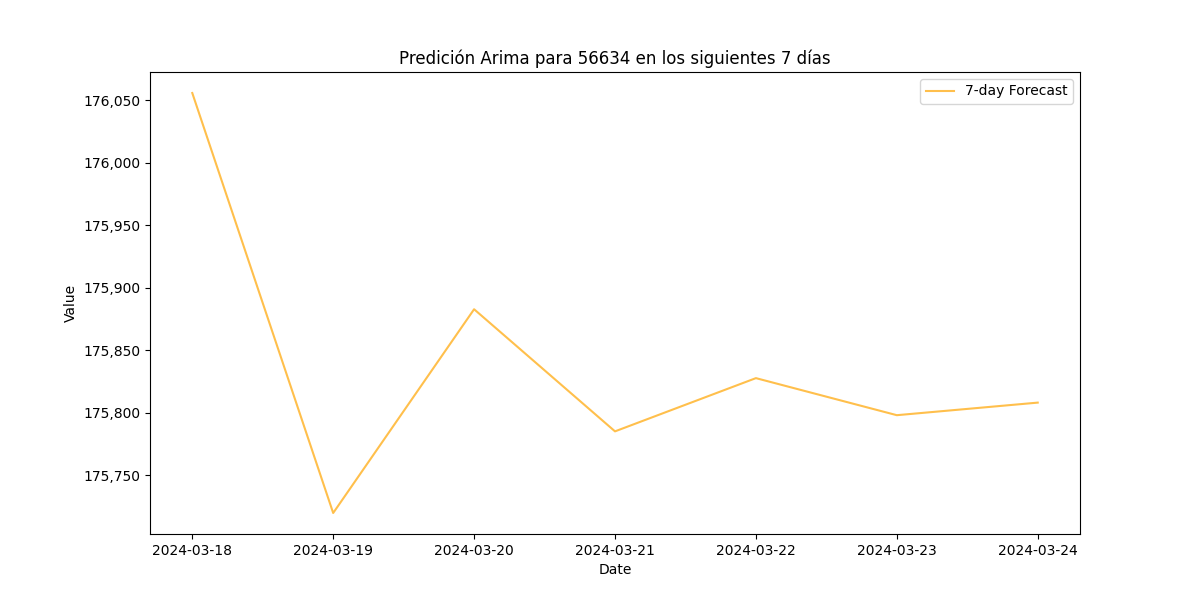 Predición Arima para 56634 en los siguientes 7 días
7-day Forecast
Value
176,050
176,000
175,950
175,900
175,850
175,800
175,750
2024-03-18 2024-03-19 2024-03-20 2024-03-21 2024-03-22 2024-03-23 2024-03-24
Date